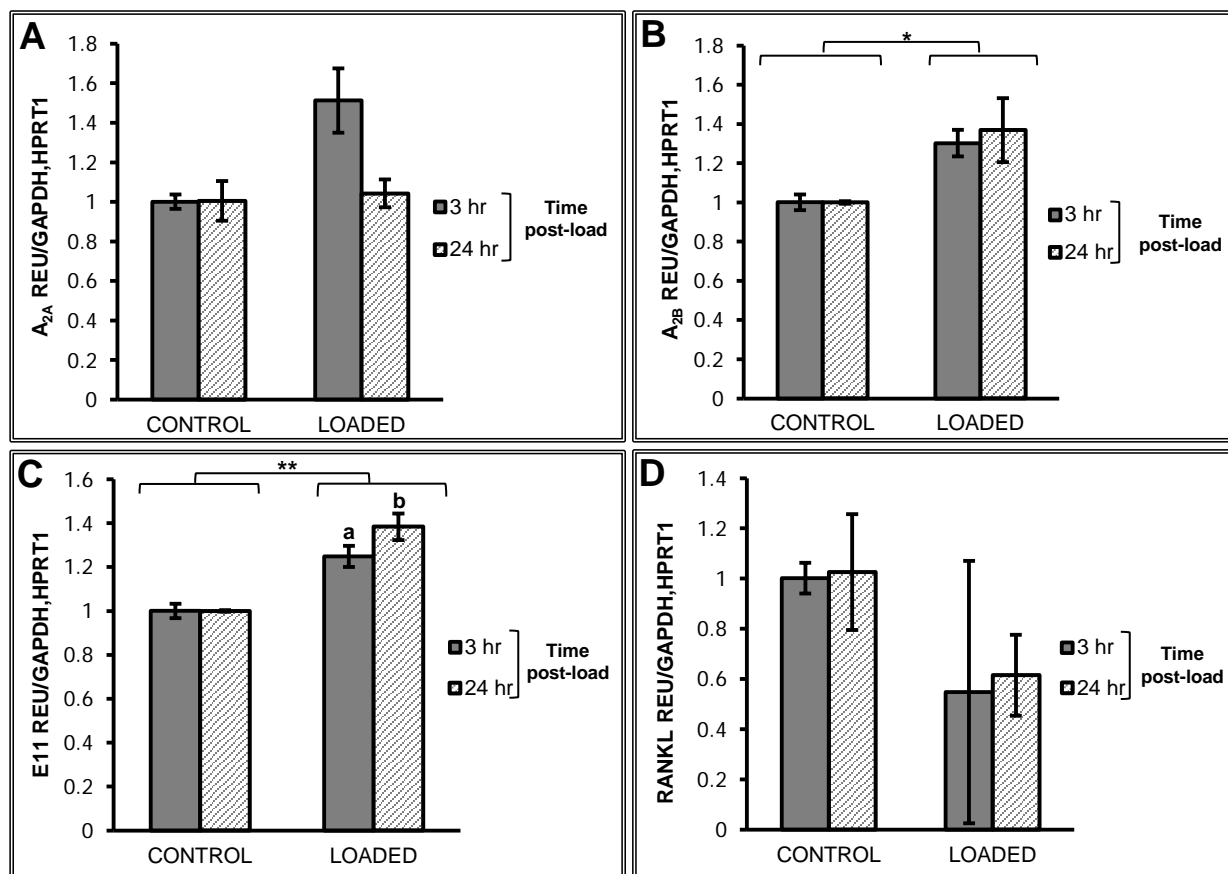 A
A2A REU/GAPDH,HPRT1
1.8
1.6
1.4
1.2
1
0.8
0.6
0.4
0.2
0
CONTROL LOADED
3 hr
24 hr
Time
post-load
B
*
A2B REU/GAPDH,HPRT1
1.8
1.6
1.4
1.2
1
0.8
0.6
0.4
0.2
0
CONTROL LOADED
3 hr
24 hr
Time
post-load
C
**
a b
E11 REU/GAPDH,HPRT1
1.6
1.4
1.2
1
0.8
0.6
0.4
0.2
0
CONTROL LOADED
3 hr
24 hr
Time
post-load
D
RANKL REU/GAPDH,HPRT1
1.4
1.2
1
0.8
0.6
0.4
0.2
0
CONTROL LOADED
3 hr
24 hr
Time
post-load